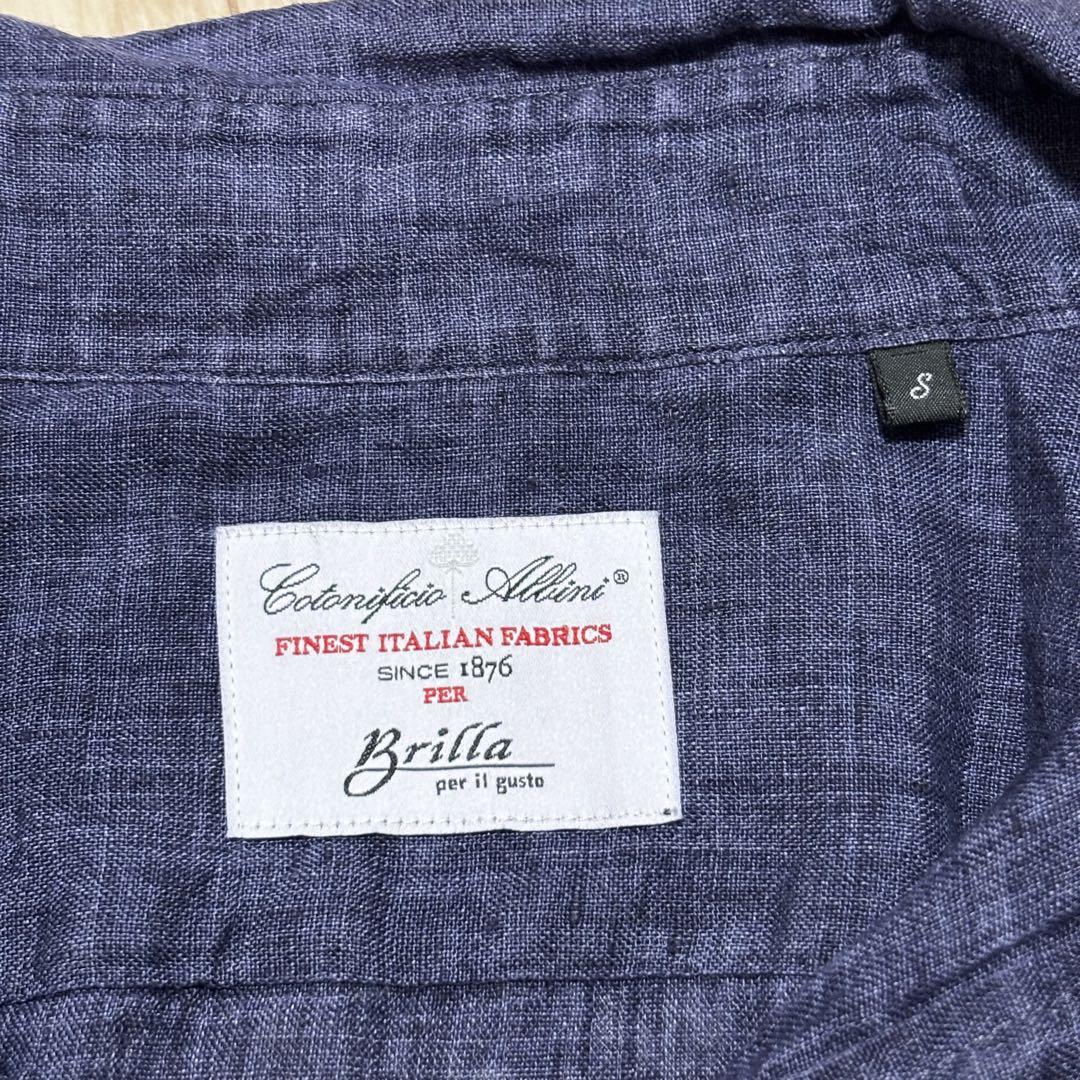 S
Cotonificio Albini®
FINEST ITALIAN FABRICS
SINCE 1876
PER
Brilla
per il gusto